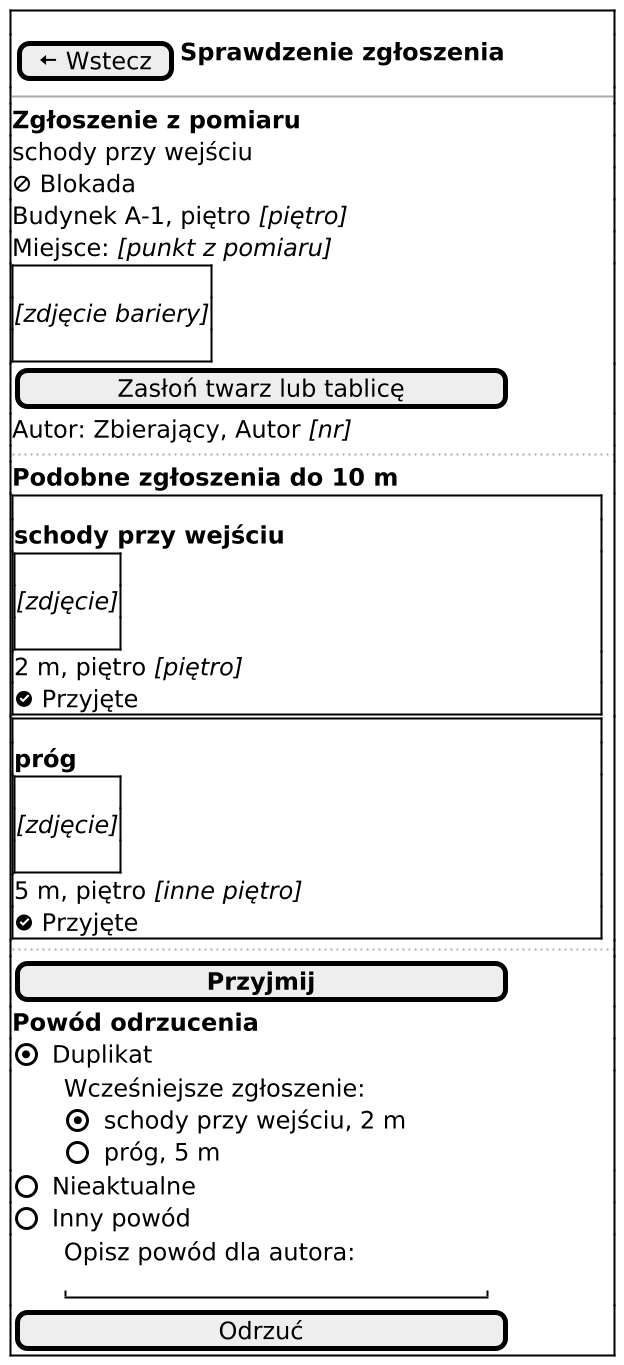 ← Wstecz Sprawdzenie zgłoszenia
Zgłoszenie z pomiaru
schody przy wejściu
⊘ Blokada
Budynek A-1, piętro [piętro]
Miejsce: [punkt z pomiaru]
[zdjęcie bariery]
Zasłoń twarz lub tablicę
Autor: Zbierający, Autor [nr]
Podobne zgłoszenia do 10 m
schody przy wejściu
[zdjęcie]
2 m, piętro [piętro]
Przyjęte
próg
[zdjęcie]
5 m, piętro [inne piętro]
Przyjęte
Przyjmij
Powód odrzucenia
Duplikat
Wcześniejsze zgłoszenie:
schody przy wejściu, 2 m
próg, 5 m
Nieaktualne
Inny powód
Opisz powód dla autora:
Odrzuć